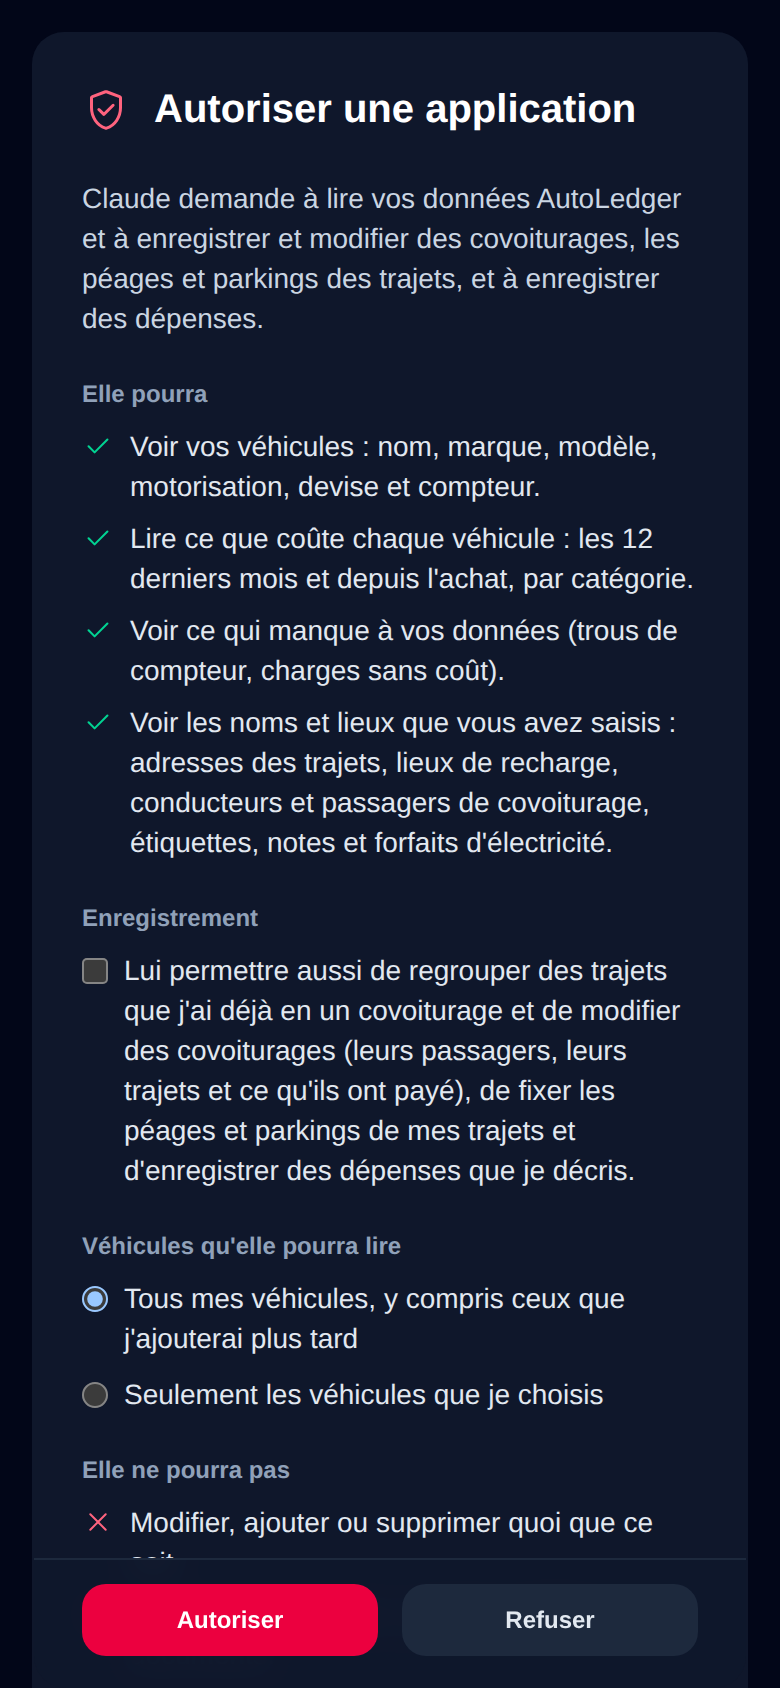 Autoriser une application
Claude demande à lire vos données AutoLedger
et à enregistrer et modifier des covoiturages, les
péages et parkings des trajets, et à enregistrer
des dépenses.
Elle pourra
Voir vos véhicules : nom, marque, modèle,
motorisation, devise et compteur.
Lire ce que coûte chaque véhicule : les 12
derniers mois et depuis l'achat, par catégorie.
Voir ce qui manque à vos données (trous de
compteur, charges sans coût).
Voir les noms et lieux que vous avez saisis :
adresses des trajets, lieux de recharge,
conducteurs et passagers de covoiturage,
étiquettes, notes et forfaits d'électricité.
Enregistrement
Lui permettre aussi de regrouper des trajets
que j'ai déjà en un covoiturage et de modifier
des covoiturages (leurs passagers, leurs
trajets et ce qu'ils ont payé), de fixer les
péages et parkings de mes trajets et
d'enregistrer des dépenses que je décris.
Véhicules qu'elle pourra lire
Tous mes véhicules, y compris ceux que
j'ajouterai plus tard
Seulement les véhicules que je choisis
Elle ne pourra pas
Modifier, ajouter ou supprimer quoi que ce
Autoriser
Refuser